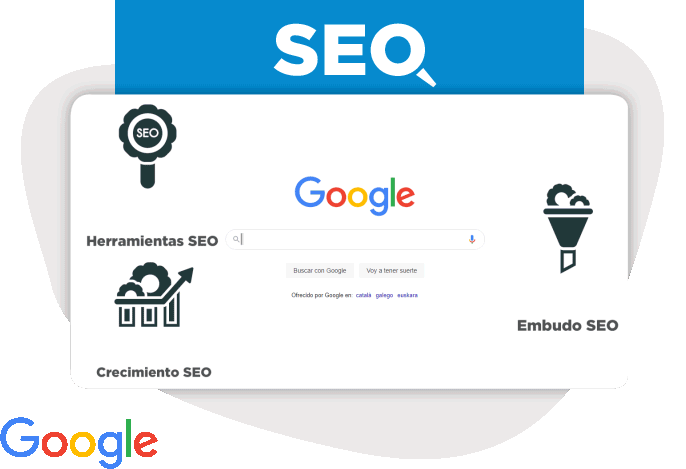 SEO
SEO
Google
Herramientas SEO
Buscar con Google
Voy a tener suerte
Ofrecido por Google en: català galego euskara
Embudo SEO
Crecimiento SEO
Google